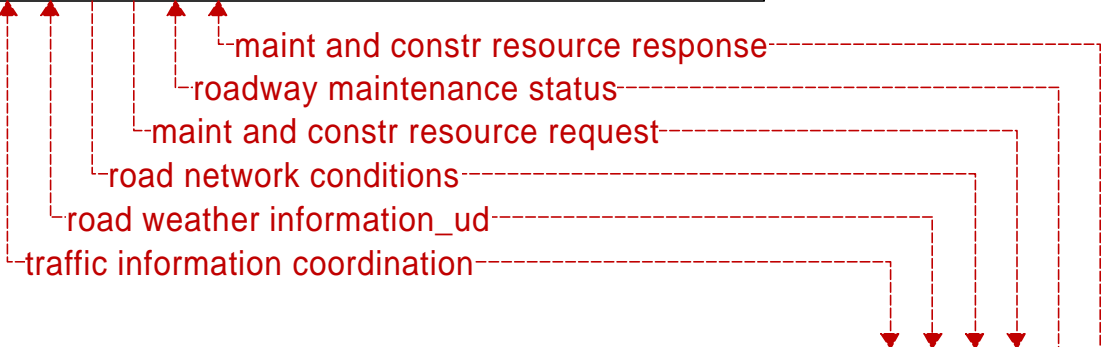 maint and constr resource response
roadway maintenance status
maint and constr resource request
road network conditions
road weather information_ud
traffic information coordination